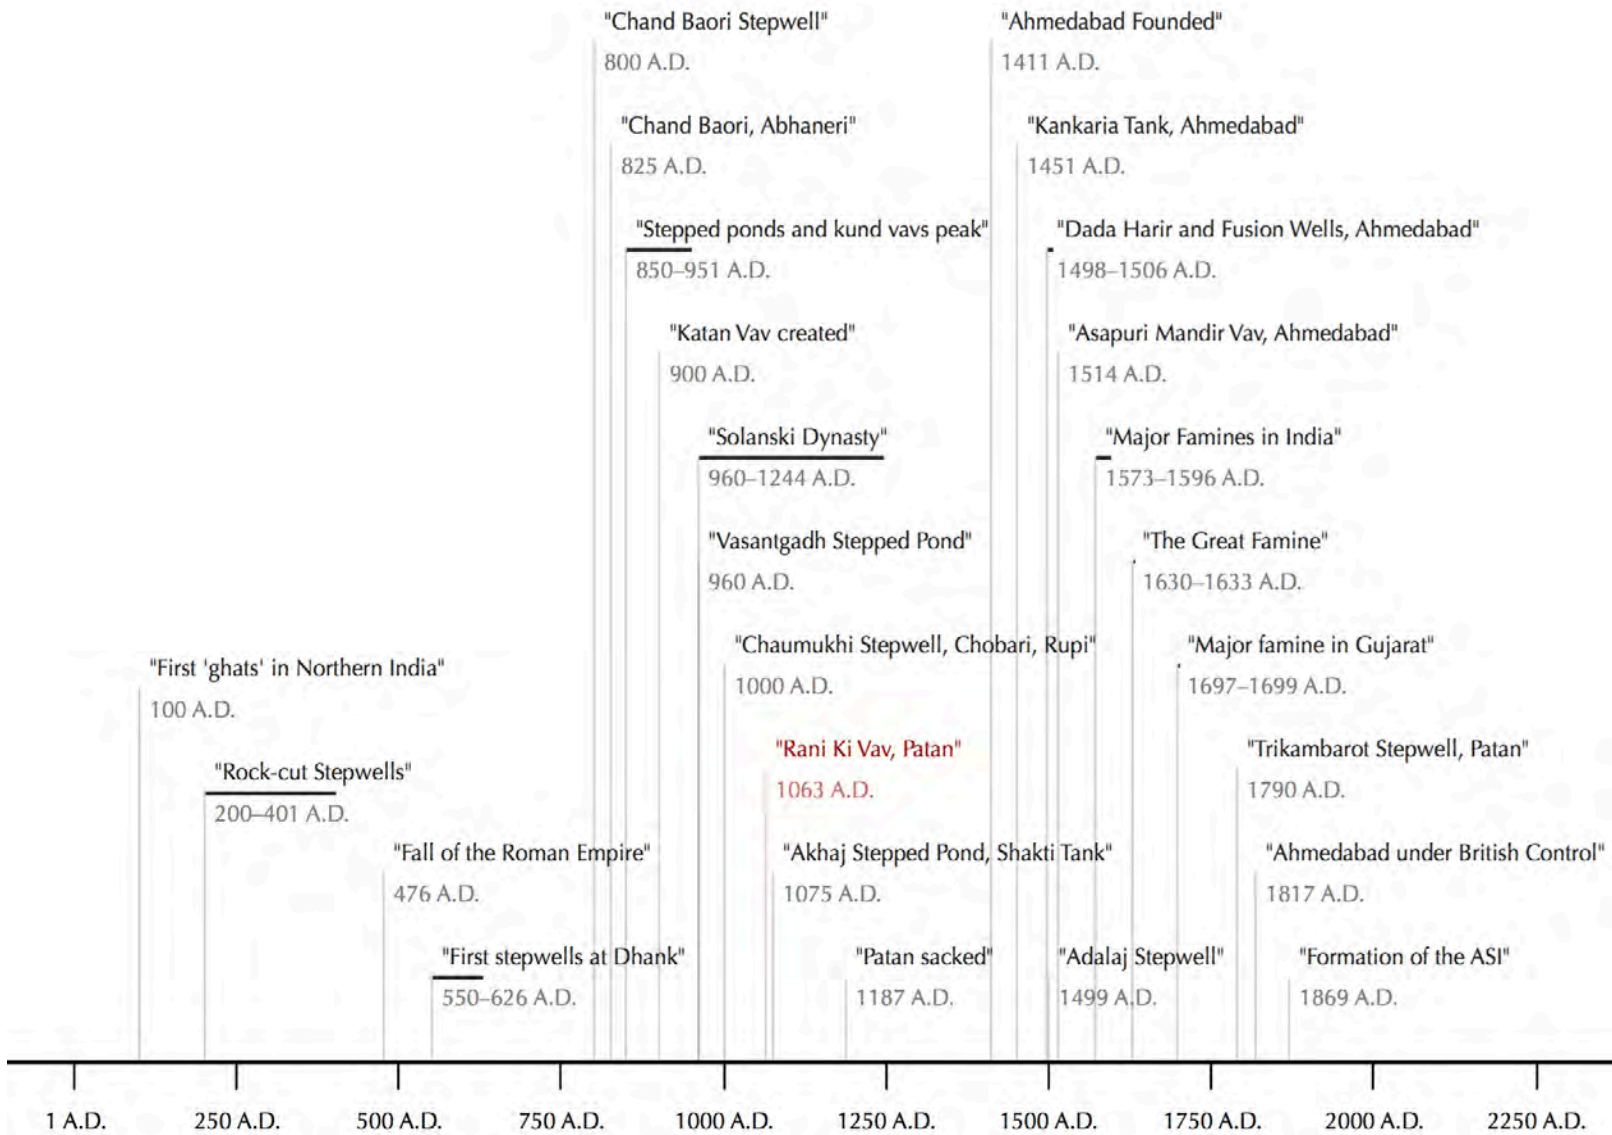 "Chand Baori Stepwell"
800 A.D.
"Chand Baori, Abhaneri"
825 A.D.
"Stepped ponds and kund vavs peak"
850–951 A.D.
"Katan Vav created"
900 A.D.
"Solanski Dynasty"
960–1244 A.D.
"Vasantgadh Stepped Pond"
960 A.D.
"Chaumukhi Stepwell, Chobari, Rupi"
1000 A.D.
"First 'ghats' in Northern India"
100 A.D.
"Rani Ki Vav, Patan"
1063 A.D.
"Rock-cut Stepwells"
200–401 A.D.
"Fall of the Roman Empire"
476 A.D.
"Akhaj Stepped Pond, Shakti Tank"
1075 A.D.
"First stepwells at Dhank"
550–626 A.D.
"Patan sacked"
1187 A.D.
"Ahmedabad Founded"
1411 A.D.
"Kankaria Tank, Ahmedabad"
1451 A.D.
"Dada Harir and Fusion Wells, Ahmedabad"
1498–1506 A.D.
"Asapuri Mandir Vav, Ahmedabad"
1514 A.D.
"Major Famines in India"
1573–1596 A.D.
"The Great Famine"
1630–1633 A.D.
"Major famine in Gujarat"
1697–1699 A.D.
"Trikambarot Stepwell, Patan"
1790 A.D.
"Ahmedabad under British Control"
1817 A.D.
"Adalaj Stepwell"
1499 A.D.
"Formation of the ASI"
1869 A.D.
1 A.D.
250 A.D.
500 A.D.
750 A.D.
1000 A.D.
1250 A.D.
1500 A.D.
1750 A.D.
2000 A.D.
2250 A.D.